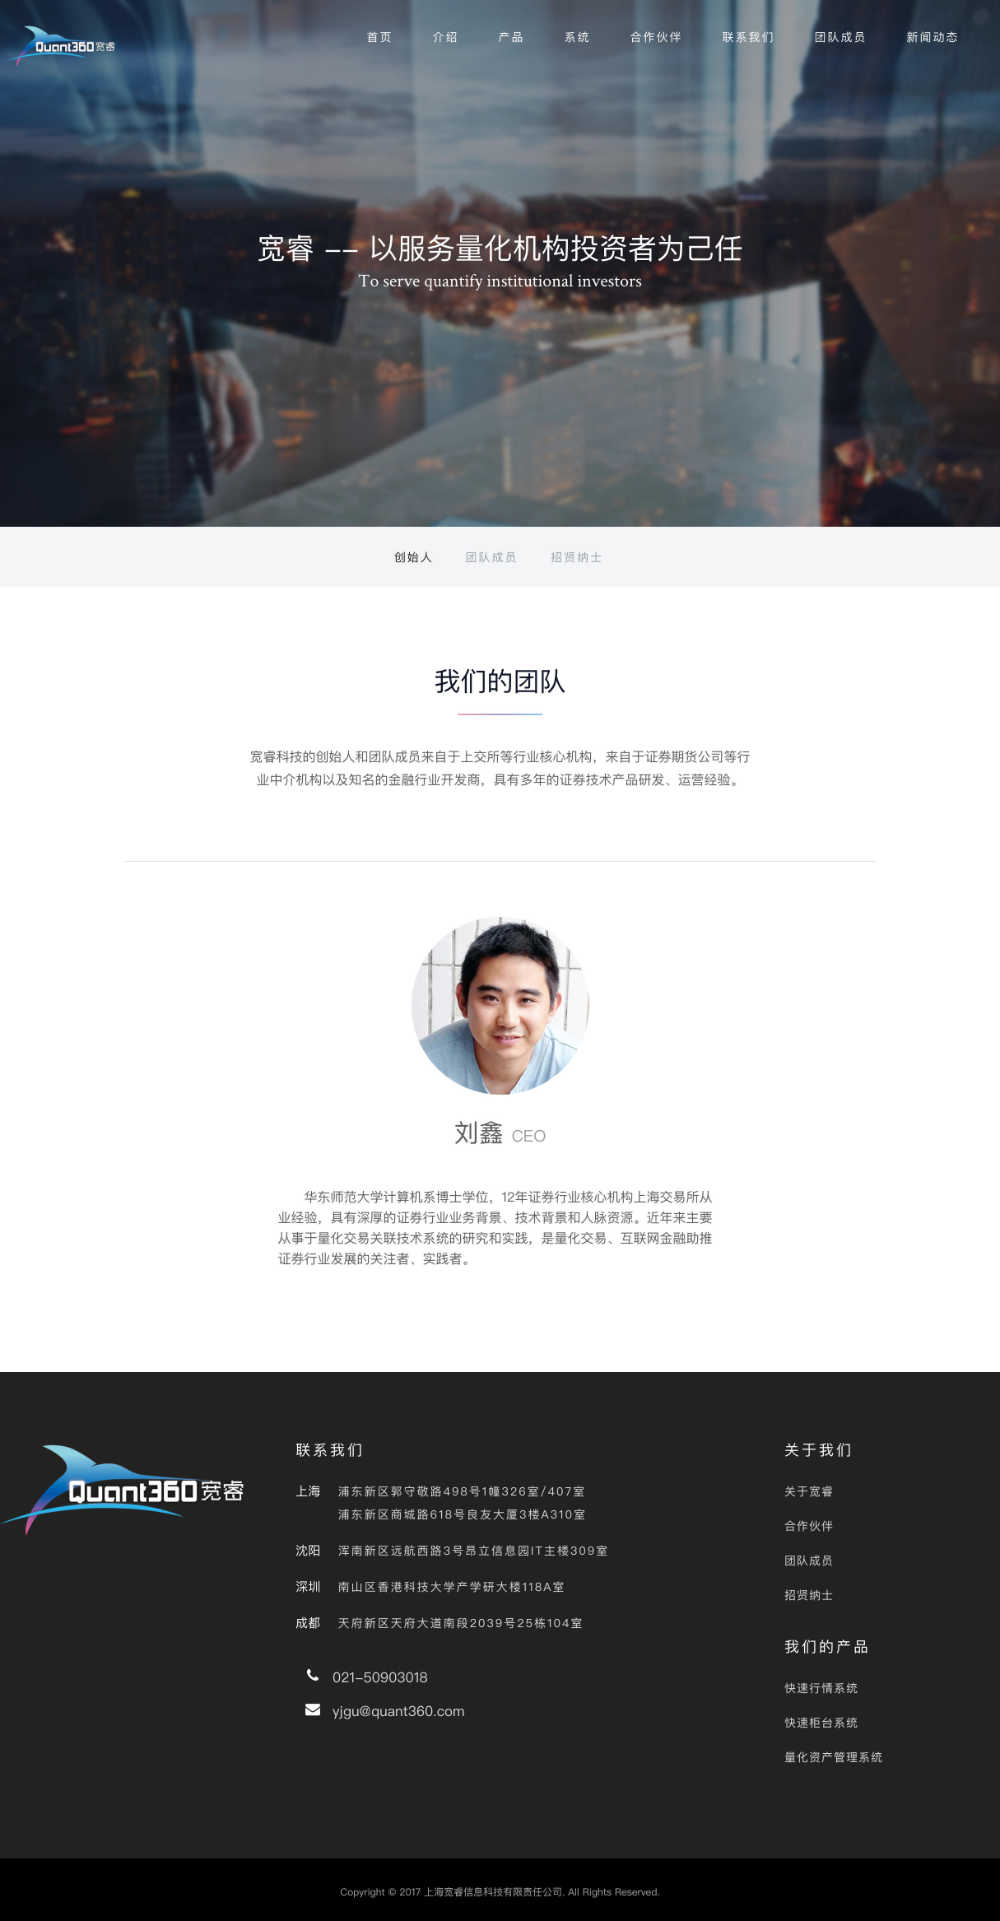 Quant360宽睿
首页 介绍 产品 系统 合作伙伴 联系我们 团队成员 新闻动态
宽睿 -- 以服务量化机构投资者为己任
To serve quantify institutional investors
创始人 团队成员 招贤纳士
我们的团队
宽睿科技的创始人和团队成员来自于上交所等行业核心机构，来自于证券期货公司等行
业中介机构以及知名的金融行业开发商，具有多年的证券技术产品研发、运营经验。
刘鑫 CEO
华东师范大学计算机系博士学位，12年证券行业核心机构上海交易所从
业经验，具有深厚的证券行业业务背景、技术背景和人脉资源。近年来主要
从事于量化交易关联技术系统的研究和实践，是量化交易、互联网金融助推
证券行业发展的关注者、实践者。
Quant360宽睿
联系我们
上海 浦东新区郭守敬路498号1幢326室/407室
浦东新区商城路618号良友大厦3楼A310室
沈阳 浑南新区远航西路3号昂立信息园IT主楼309室
深圳 南山区香港科技大学产学研大楼118A室
成都 天府新区天府大道南段2039号25栋104室
021-50903018
yjgu@quant360.com
关于我们
关于宽睿
合作伙伴
团队成员
招贤纳士
我们的产品
快速行情系统
快速柜台系统
量化资产管理系统
Copyright © 2017 上海宽睿信息科技有限责任公司. All Rights Reserved.